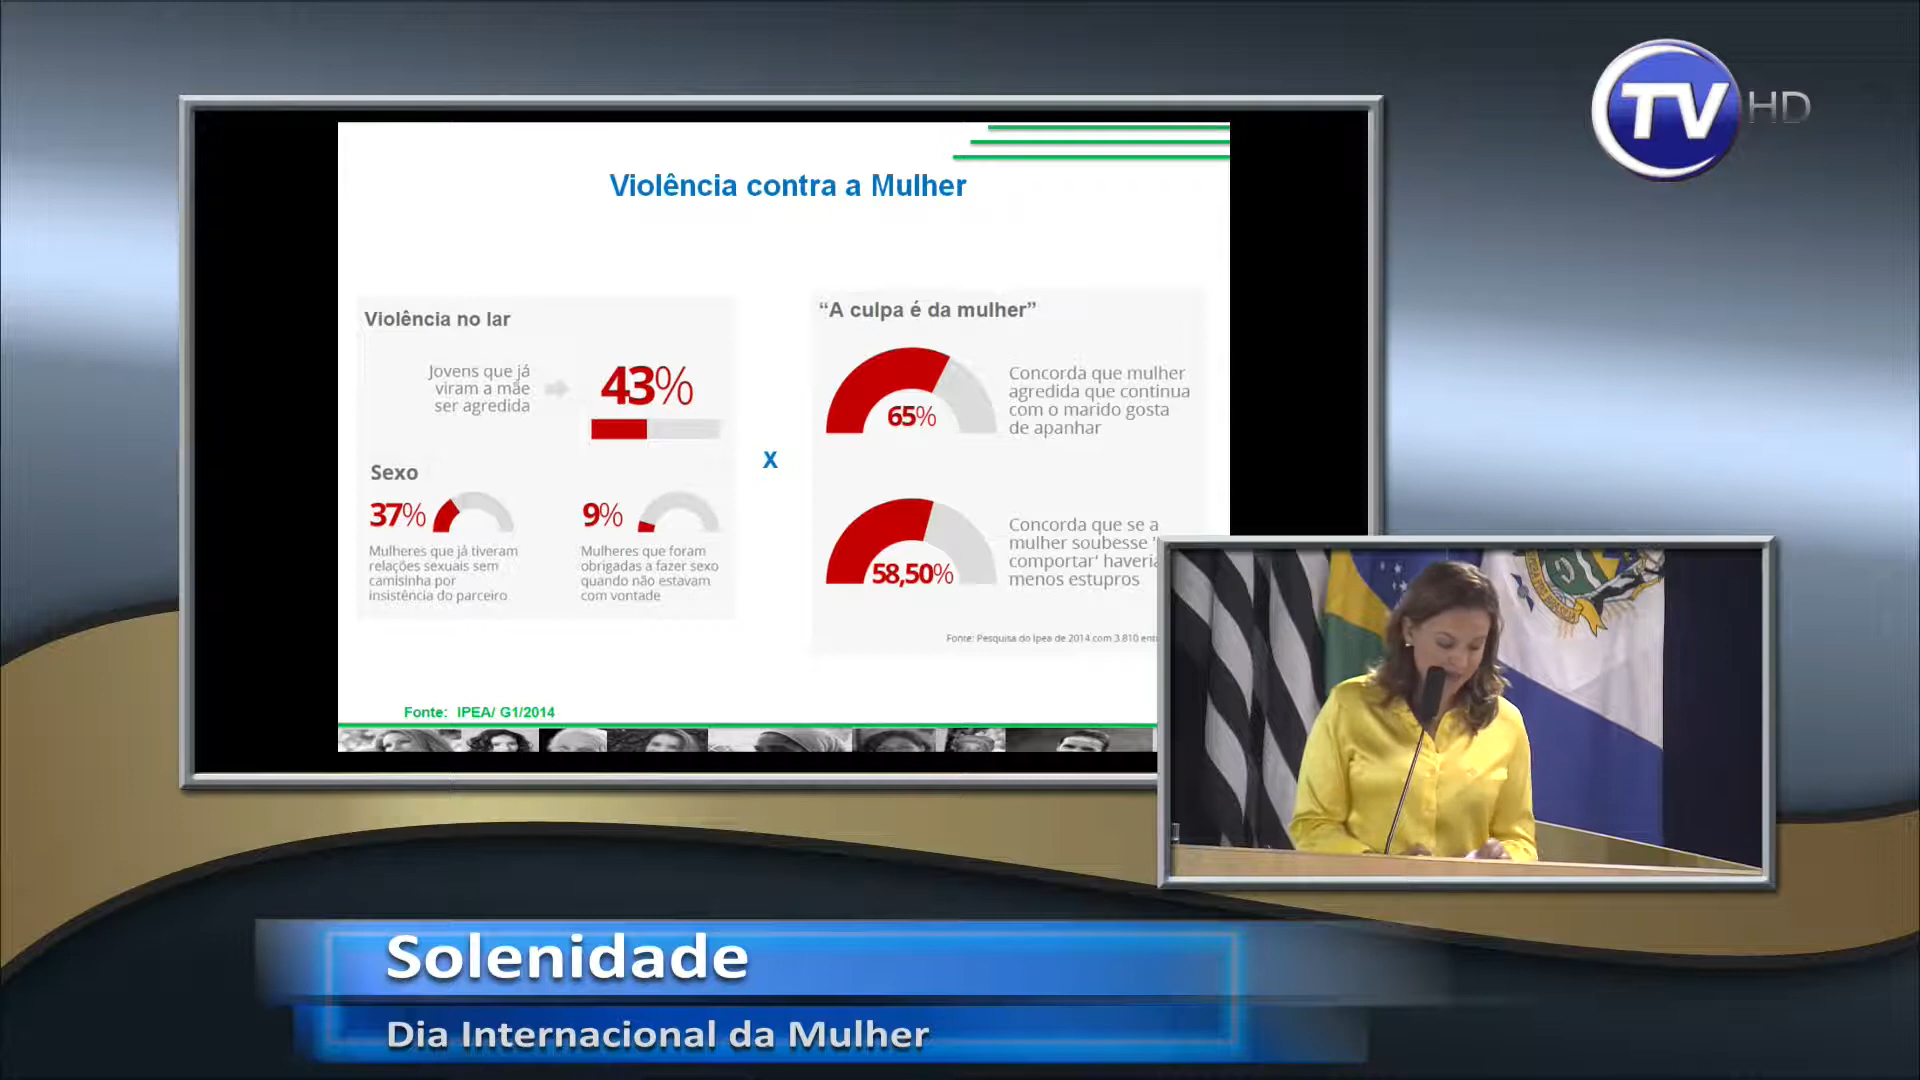 TV HD
Violência contra a Mulher
Violência no lar
Jovens que já
viram a mãe
ser agredida
43%
Sexo
37%
Mulheres que já tiveram
relações sexuais sem
camisinha por
insistência do parceiro
9%
Mulheres que foram
obrigadas a fazer sexo
quando não estavam
com vontade
x
“A culpa é da mulher”
65%
Concorda que mulher
agredida que continua
com o marido gosta
de apanhar
58,50%
Concorda que se a
mulher soubesse
comportar' haveria
menos estupros
Fonte: Pesquisa do Ipea de 2014 com 3.810
Fonte: IPEA/ G1/2014
Solenidade
Dia Internacional da Mulher